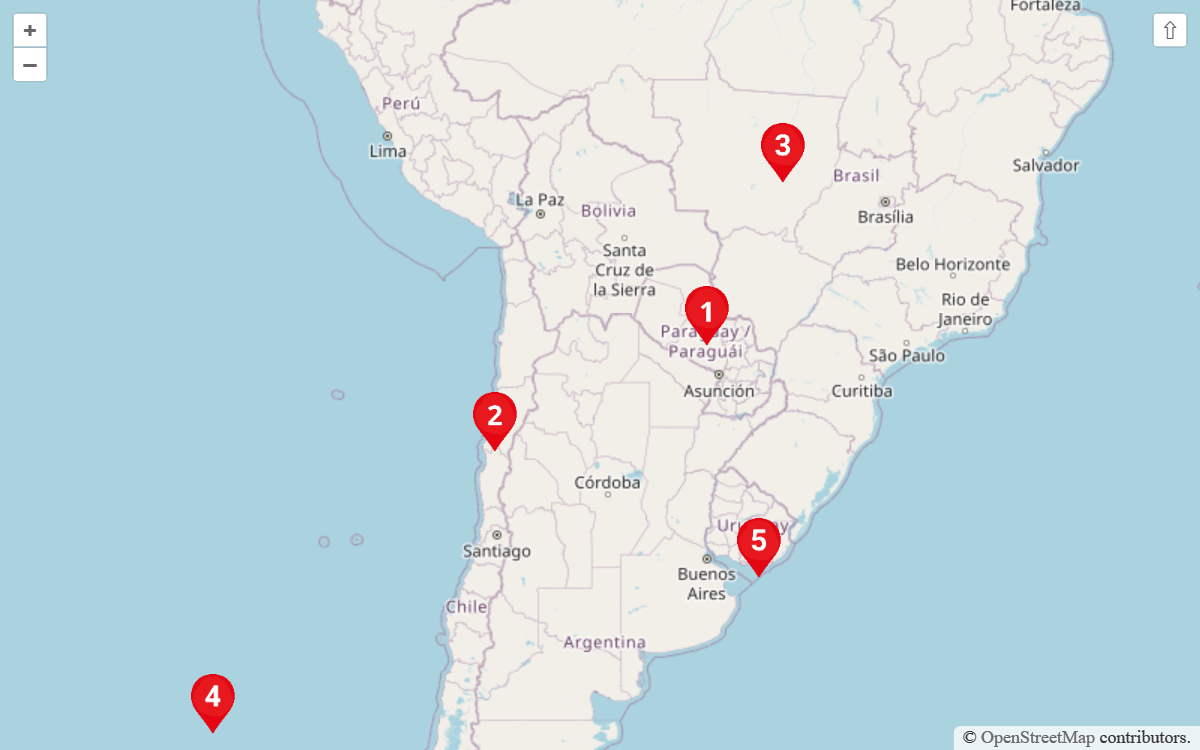 +
−
⇧
Fortaleza
Perú
Lima
3
Brasil
Salvador
La Paz
Bolivia
Brasília
Santa
Cruz de
la Sierra
Belo Horizonte
Rio de
Janeiro
1
Paraguay /
Paraguái
São Paulo
Asunción
Curitiba
2
Córdoba
Uruguay
5
Santiago
Buenos
Aires
Chile
Argentina
4
© OpenStreetMap contributors.